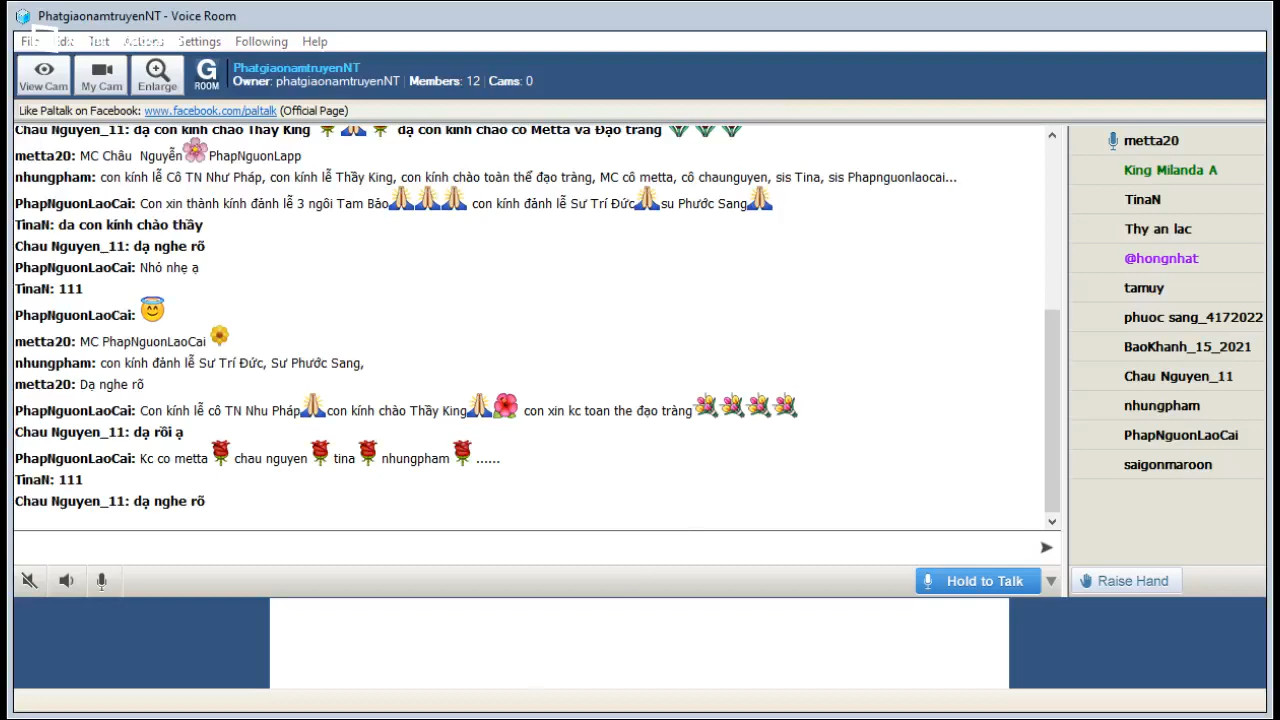 PhatgiaonamtruyenNT - Voice Room
Settings Following Help
View Cam My Cam Enlarge G ROOM
PhatgiaonamtruyenNT
Owner: phatgiaonamtruyenNT | Members: 12 | Cams: 0
Like Paltalk on Facebook: www.facebook.com/paltalk (Official Page)
Chau Nguyen_11: dạ con kính chào Thầy King dạ con kính chào cô Metta và Đạo tràng
metta20: MC Châu Nguyễn PhapNguonLapp
nhungpham: con kính lễ Cô TN Như Pháp, con kính lễ Thầy King, con kính chào toàn thể đạo tràng, MC cô metta, cô chaunguyen, sis Tina, sis Phapnguonlaocai...
PhapNguonLaoCai: Con xin thành kính đảnh lễ 3 ngôi Tam Bảo con kính đảnh lễ Sư Trí Đức su Phước Sang
TinaN: da con kính chào thầy
Chau Nguyen_11: dạ nghe rõ
PhapNguonLaoCai: Nhỏ nhẹ ạ
TinaN: 111
PhapNguonLaoCai:
metta20: MC PhapNguonLaoCai
nhungpham: con kính đảnh lễ Sư Trí Đức, Sư Phước Sang,
metta20: Dạ nghe rõ
PhapNguonLaoCai: Con kính lễ cô TN Nhu Pháp con kính chào Thầy King con xin kc toan the đạo tràng
Chau Nguyen_11: dạ rồi ạ
PhapNguonLaoCai: Kc co metta chau nguyen tina nhungpham ......
TinaN: 111
Chau Nguyen_11: dạ nghe rõ
metta20
King Milanda A
TinaN
Thy an lac
@hongnhat
tamuy
phuoc sang_4172022
BaoKhanh_15_2021
Chau Nguyen_11
nhungpham
PhapNguonLaoCai
saigonmaroon
Hold to Talk
Raise Hand